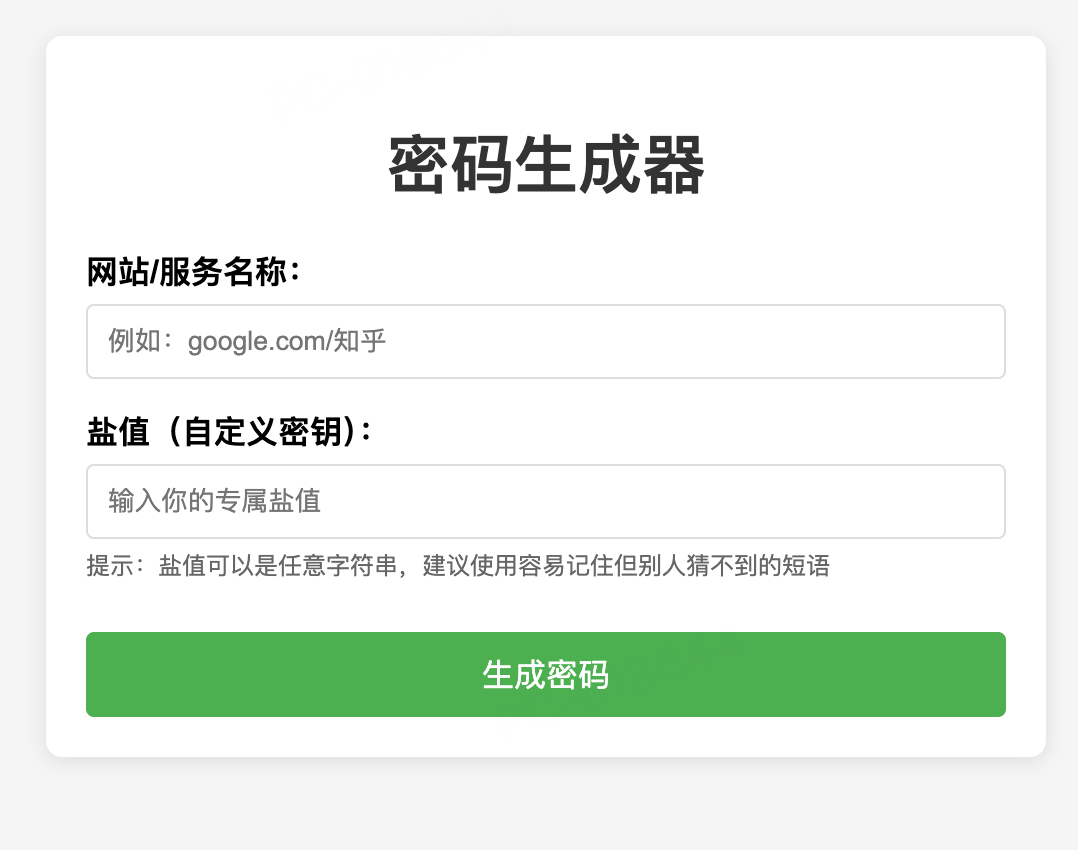 密码生成器
网站/服务名称：
例如：google.com/知乎
盐值（自定义密钥）：
输入你的专属盐值
提示：盐值可以是任意字符串，建议使用容易记住但别人猜不到的短语
生成密码